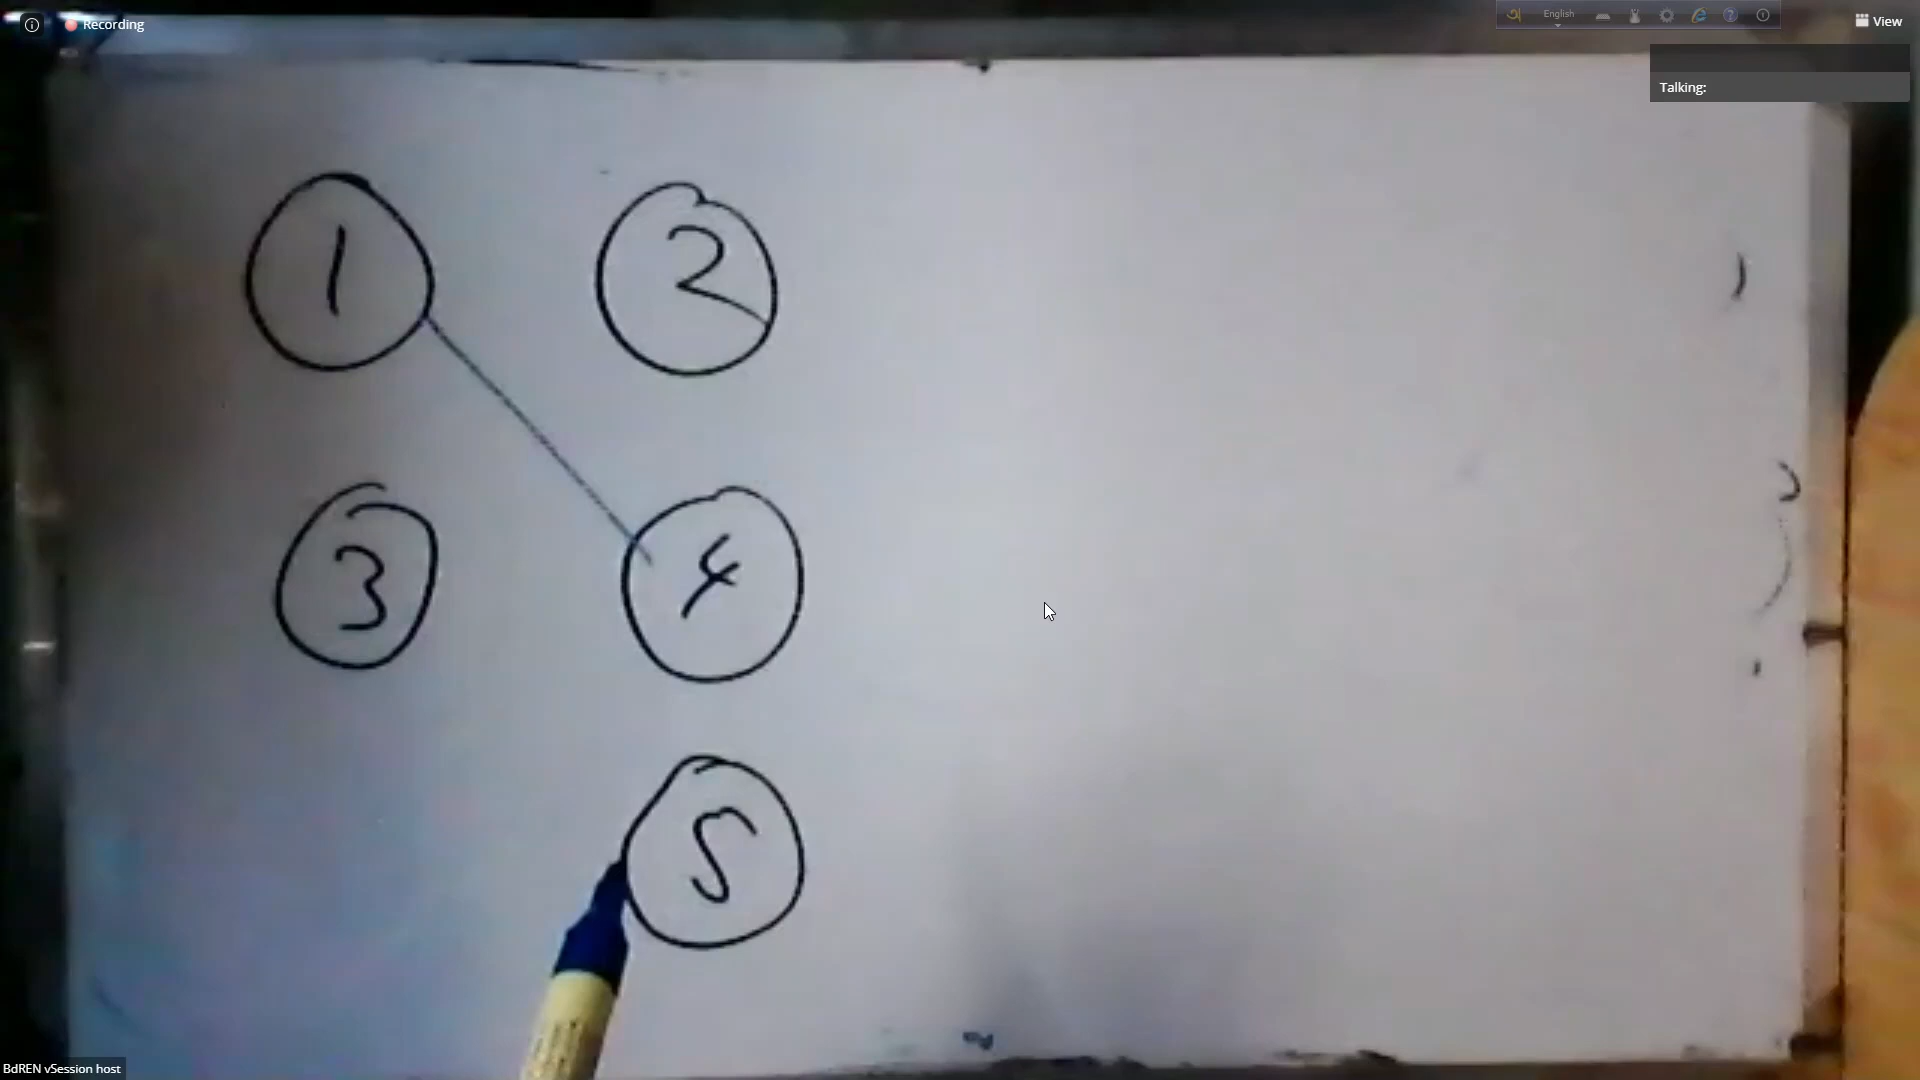 Recording
অ English
View
Talking:
1 2
3 4
5
BdREN vSession host